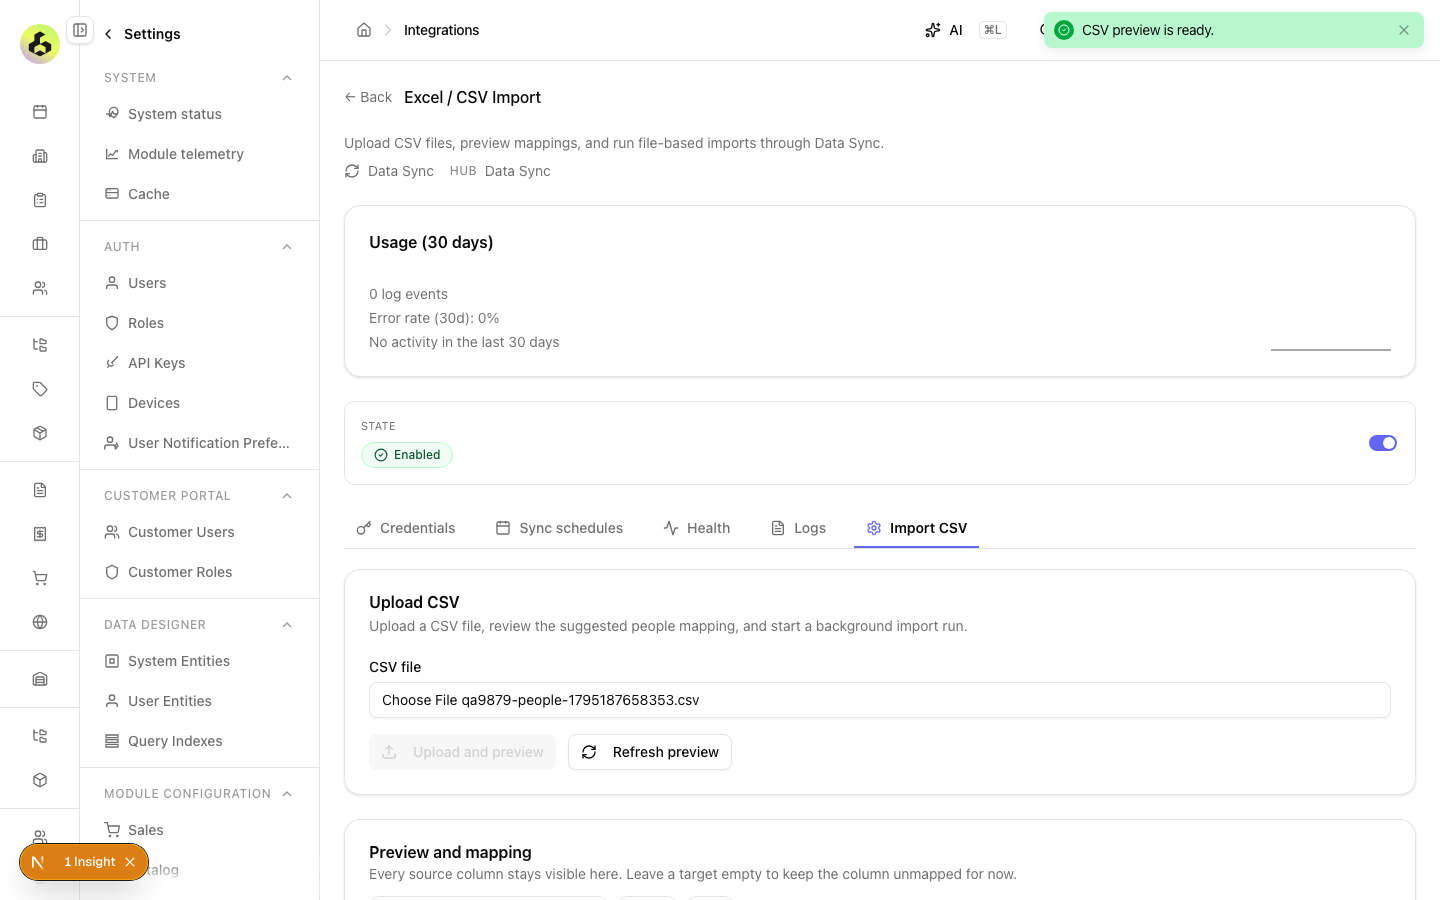 Settings
SYSTEM
System status
Module telemetry
Cache
AUTH
Users
Roles
API Keys
Devices
User Notification Prefe...
CUSTOMER PORTAL
Customer Users
Customer Roles
DATA DESIGNER
System Entities
User Entities
Query Indexes
MODULE CONFIGURATION
Sales
1 Insight
Integrations
AI
⌘L
CSV preview is ready.
← Back
Excel / CSV Import
Upload CSV files, preview mappings, and run file-based imports through Data Sync.
Data Sync HUB Data Sync
Usage (30 days)
0 log events
Error rate (30d): 0%
No activity in the last 30 days
STATE
Enabled
Credentials
Sync schedules
Health
Logs
Import CSV
Upload CSV
Upload a CSV file, review the suggested people mapping, and start a background import run.
CSV file
Choose File qa9879-people-1795187658353.csv
Upload and preview
Refresh preview
Preview and mapping
Every source column stays visible here. Leave a target empty to keep the column unmapped for now.